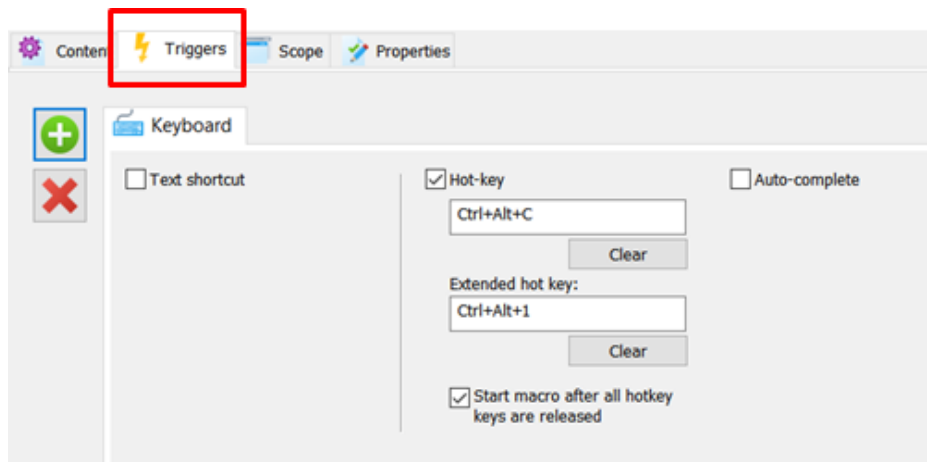 Conten Triggers Scope Properties
Keyboard
Text shortcut Hot-key Auto-complete
Ctrl+Alt+C
Clear
Extended hot key:
Ctrl+Alt+1
Clear
Start macro after all hotkey
keys are released